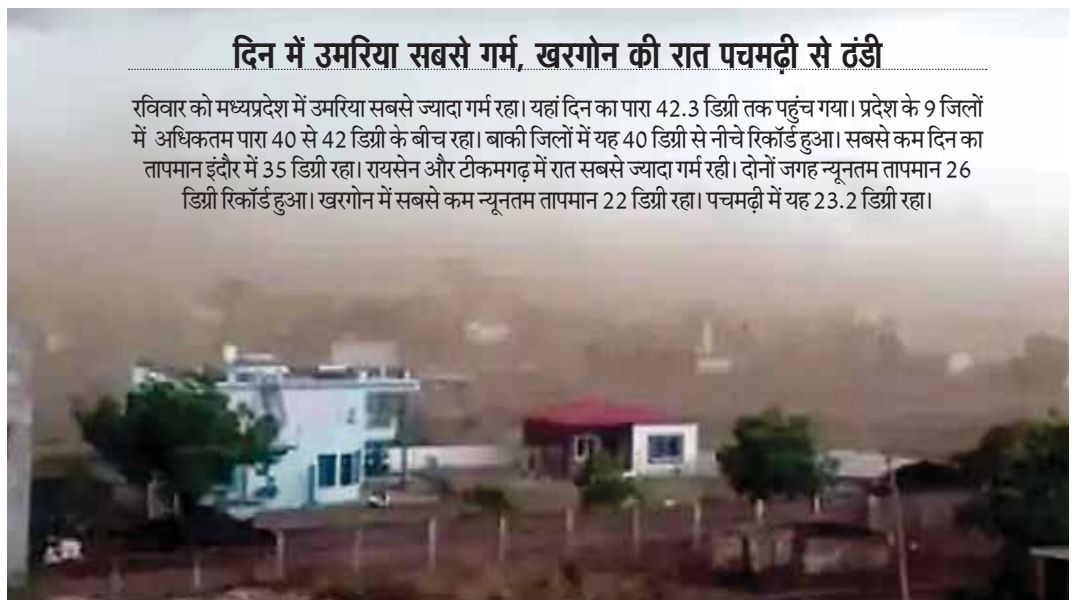 दिन में उमरिया सबसे गर्म, खरगोन की रात पचमढ़ी से ठंडी
रविवार को मध्यप्रदेश में उमरिया सबसे ज्यादा गर्म रहा। यहां दिन का पारा 42.3 डिग्री तक पहुंच गया। प्रदेश के 9 जिलों
में अधिकतम पारा 40 से 42 डिग्री के बीच रहा। बाकी जिलों में यह 40 डिग्री से नीचे रिकॉर्ड हुआ। सबसे कम दिन का
तापमान इंदौर में 35 डिग्री रहा। रायसेन और टीकमगढ़ में रात सबसे ज्यादा गर्म रही। दोनों जगह न्यूनतम तापमान 26
डिग्री रिकॉर्ड हुआ। खरगोन में सबसे कम न्यूनतम तापमान 22 डिग्री रहा। पचमढ़ी में यह 23.2 डिग्री रहा।